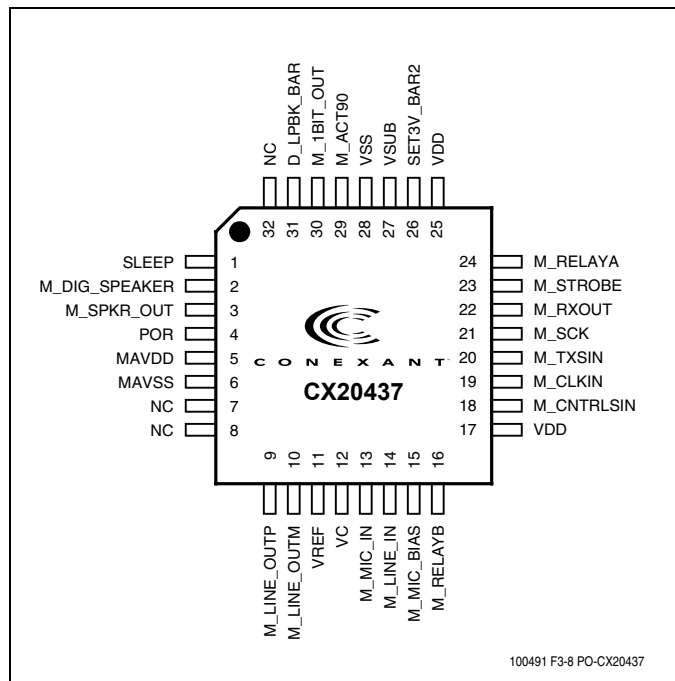 NC
D_LPBK_BAR
M_1BIT_OUT
M_ACT90
VSS
VSUB
SET3V_BAR2
VDD
32
31
30
29
28
27
26
25
SLEEP 1
M_DIG_SPEAKER 2
M_SPKR_OUT 3
POR 4
MAVDD 5
MAVSS 6
NC 7
NC 8
CONEXANT
CX20437
24 M_RELAYA
23 M_STROBE
22 M_RXOUT
21 M_SCK
20 M_TXSIN
19 M_CLKIN
18 M_CNTRLSIN
17 VDD
9
10
11
12
13
14
15
16
M_LINE_OUTP
M_LINE_OUTM
VREF
VC
M_MIC_IN
M_LINE_IN
M_MIC_BIAS
M_RELAYB
100491 F3-8 PO-CX20437